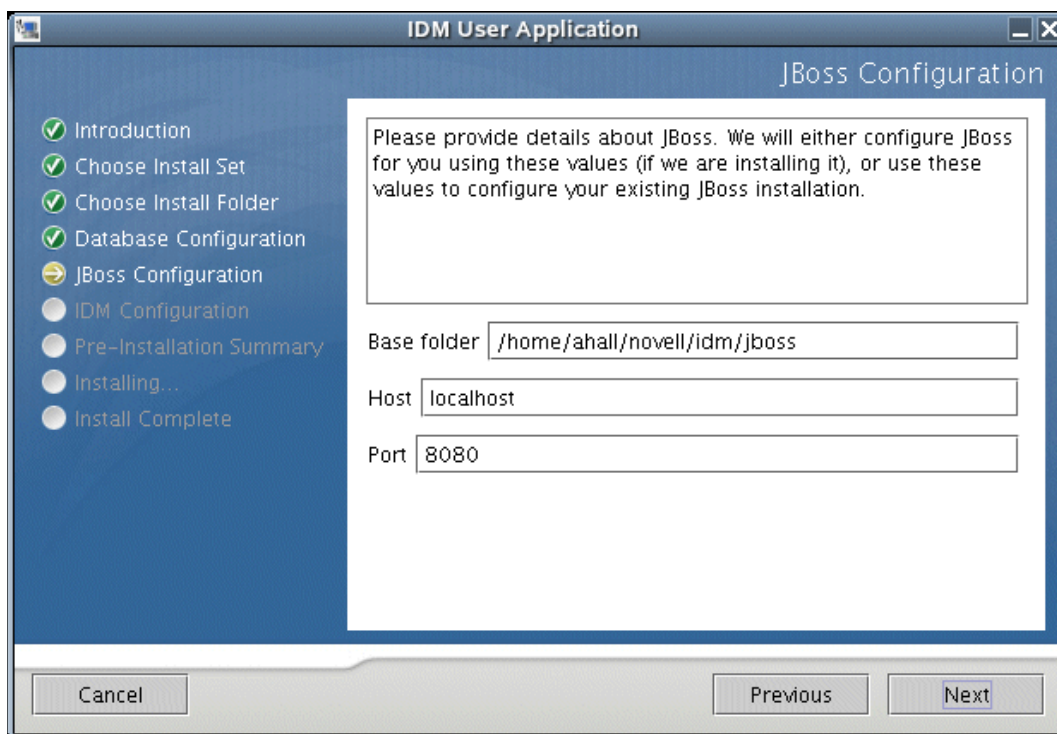 IDM User Application
JBoss Configuration
Introduction
Choose Install Set
Choose Install Folder
Database Configuration
JBoss Configuration
IDM Configuration
Pre-Installation Summary
Installing...
Install Complete
Please provide details about JBoss. We will either configure JBoss
for you using these values (if we are installing it), or use these
values to configure your existing JBoss installation.
Base folder /home/ahall/novell/idm/jboss
Host localhost
Port 8080
Cancel Previous Next